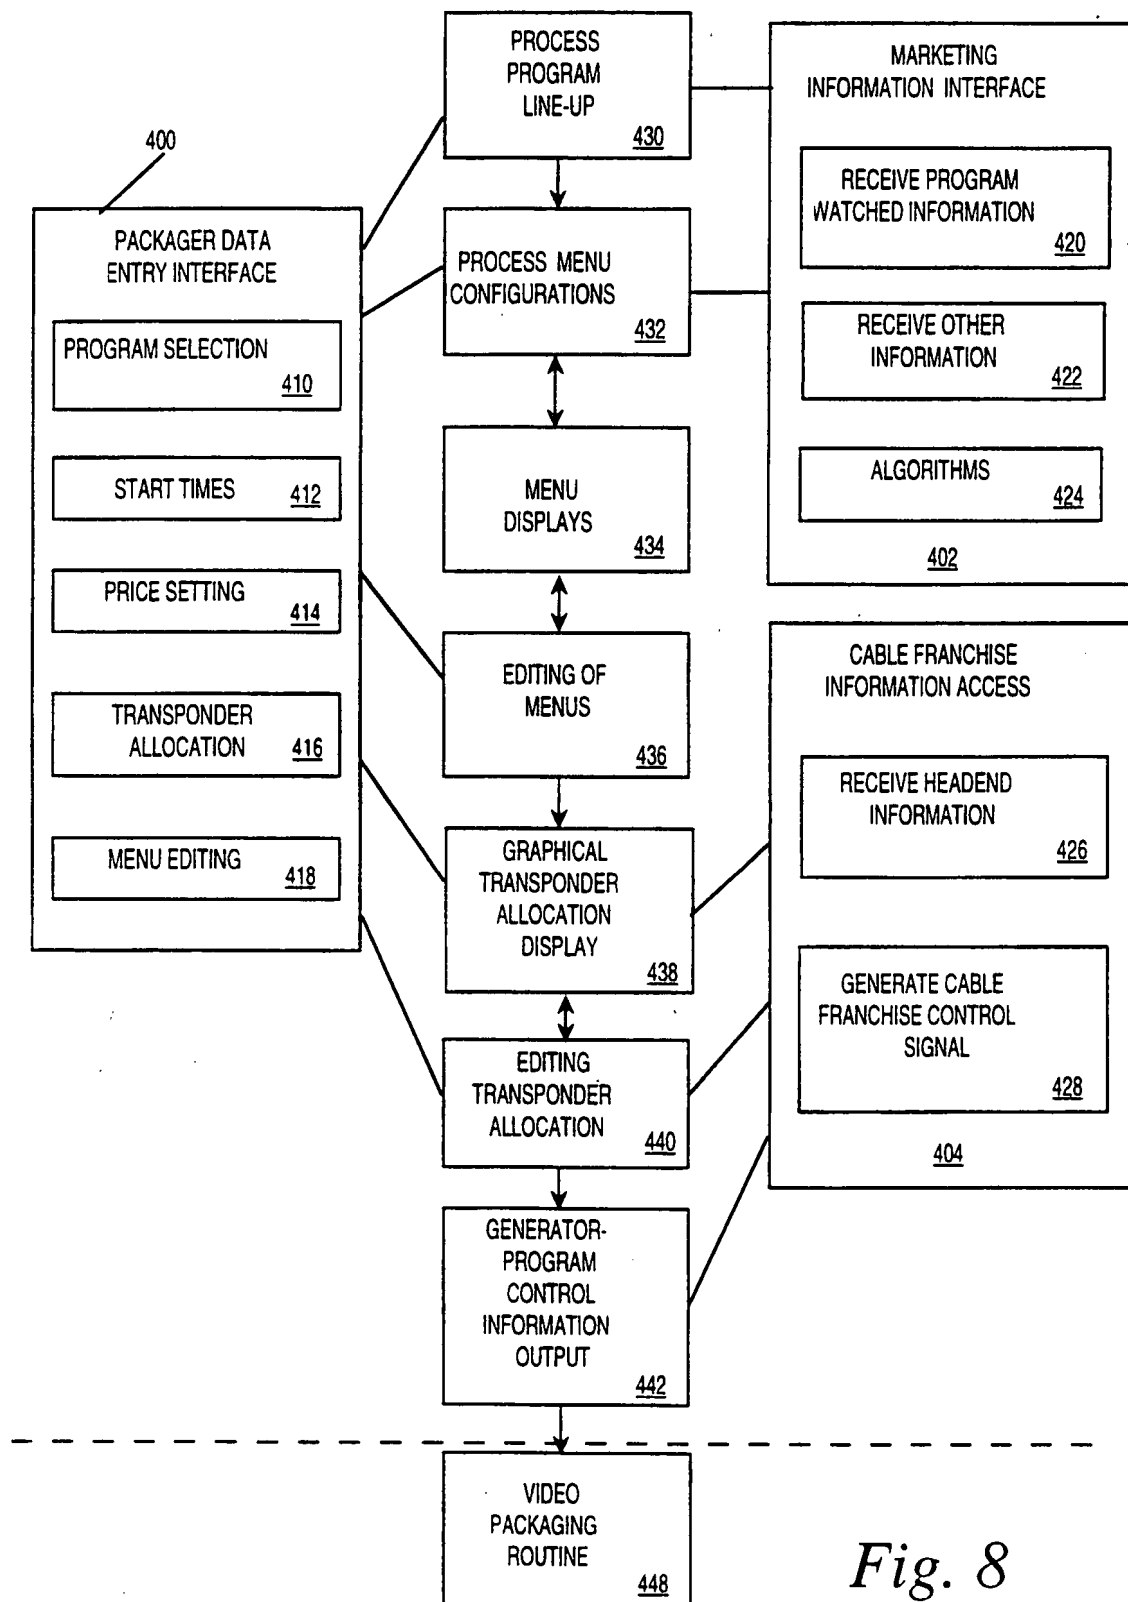 400
PACKAGER DATA
ENTRY INTERFACE
PROGRAM SELECTION
410
START TIMES
412
PRICE SETTING
414
TRANSPONDER
ALLOCATION
416
MENU EDITING
418
PROCESS
PROGRAM
LINE-UP
430
PROCESS MENU
CONFIGURATIONS
432
MENU
DISPLAYS
434
EDITING OF
MENUS
436
GRAPHICAL
TRANSPONDER
ALLOCATION
DISPLAY
438
EDITING
TRANSPONDER
ALLOCATION
440
GENERATOR-
PROGRAM
CONTROL
INFORMATION
OUTPUT
442
VIDEO
PACKAGING
ROUTINE
448
MARKETING
INFORMATION INTERFACE
RECEIVE PROGRAM
WATCHED INFORMATION
420
RECEIVE OTHER
INFORMATION
422
ALGORITHMS
424
402
CABLE FRANCHISE
INFORMATION ACCESS
RECEIVE HEADEND
INFORMATION
426
GENERATE CABLE
FRANCHISE CONTROL
SIGNAL
428
404
Fig. 8